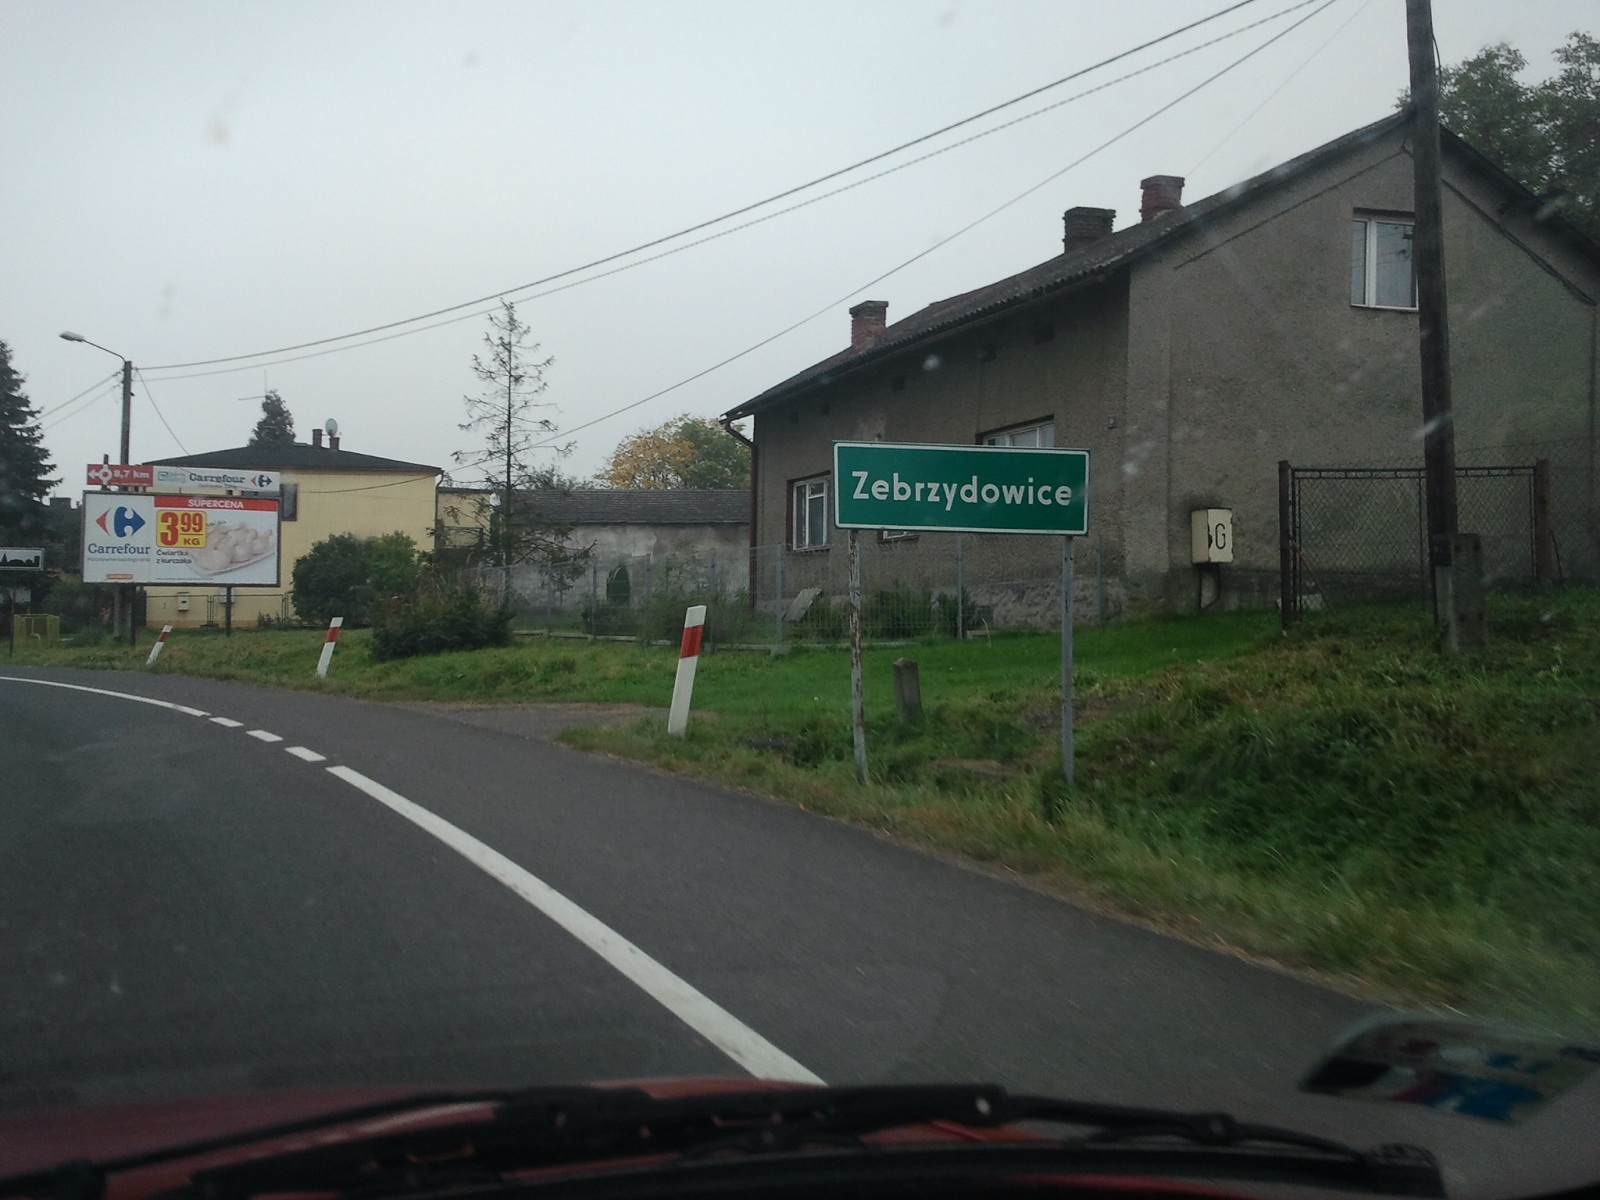 8,7 km
Carrefour
SUPERCENA
3 99
KG
Carrefour
Ćwiartka
z kurczaka
Zebrzydowice
G